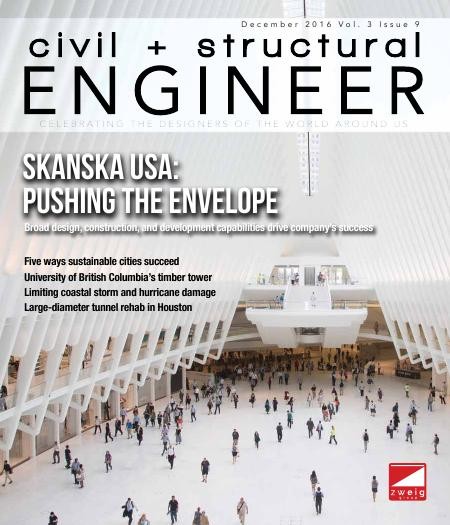 December 2016 Vol. 3 Issue 9
civil + structural
ENGINEER
CELEBRATING THE DESIGNERS OF THE WORLD AROUND US
SKANSKA USA:
PUSHING THE ENVELOPE
Broad design, construction, and development capabilities drive company's success
Five ways sustainable cities succeed
University of British Columbia's timber tower
Limiting coastal storm and hurricane damage
Large-diameter tunnel rehab in Houston
zweig
group